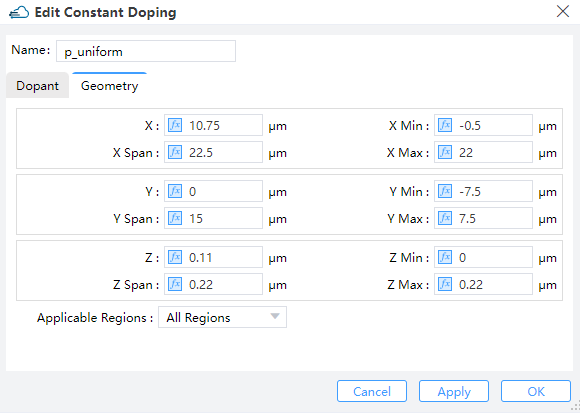 Edit Constant Doping
Name: p_uniform
Dopant Geometry
X : fx 10.75 μm X Min : fx -0.5 μm
X Span : fx 22.5 μm X Max : fx 22 μm
Y : fx 0 μm Y Min : fx -7.5 μm
Y Span : fx 15 μm Y Max : fx 7.5 μm
Z : fx 0.11 μm Z Min : fx 0 μm
Z Span : fx 0.22 μm Z Max : fx 0.22 μm
Applicable Regions : All Regions
Cancel Apply OK